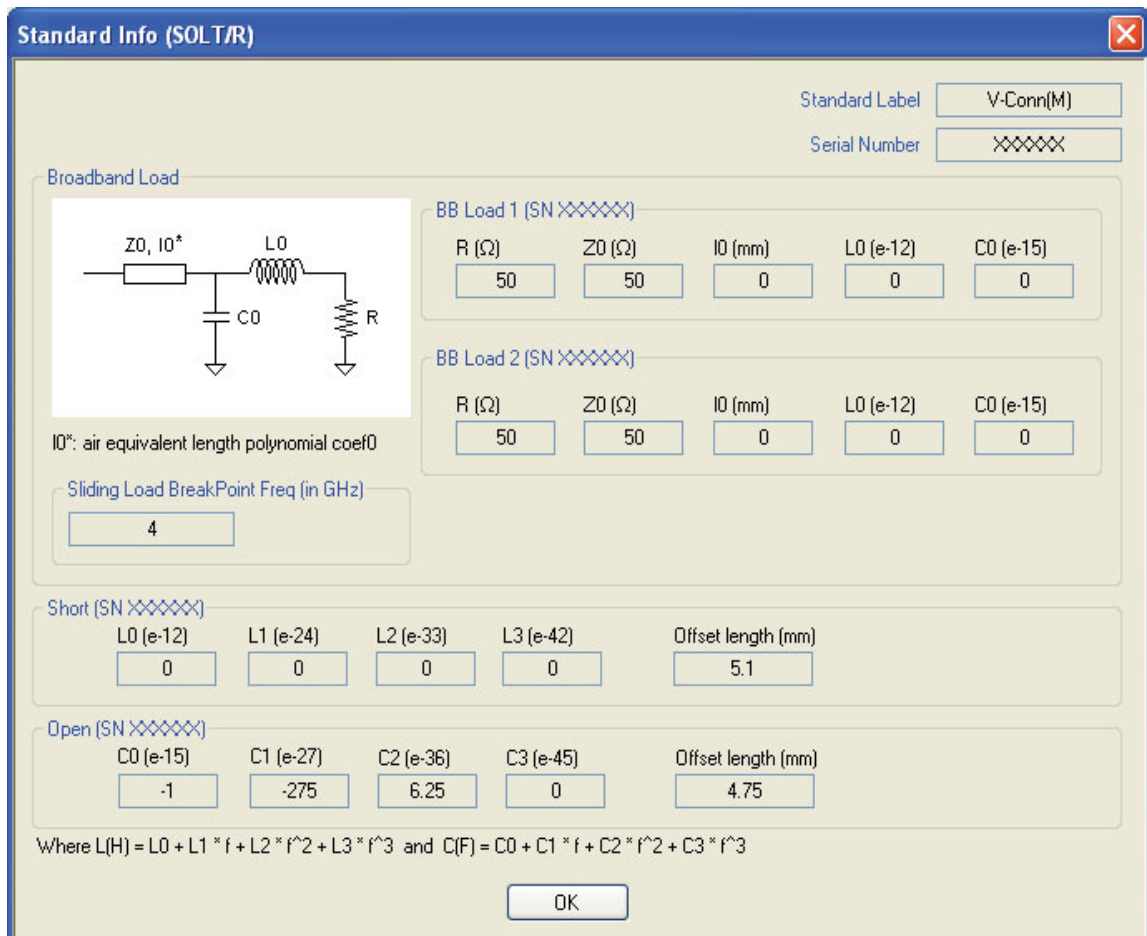 Standard Info (SOLT/R)
Standard Label V-Conn(M)
Serial Number XXXXXX
Broadband Load
Z0, l0* L0
C0 R
l0*: air equivalent length polynomial coef0
BB Load 1 (SN XXXXXX)
R (Ω) Z0 (Ω) l0 (mm) L0 (e-12) C0 (e-15)
50 50 0 0 0
BB Load 2 (SN XXXXXX)
R (Ω) Z0 (Ω) l0 (mm) L0 (e-12) C0 (e-15)
50 50 0 0 0
Sliding Load BreakPoint Freq (in GHz)
4
Short (SN XXXXXX)
L0 (e-12) L1 (e-24) L2 (e-33) L3 (e-42) Offset length (mm)
0 0 0 0 5.1
Open (SN XXXXXX)
C0 (e-15) C1 (e-27) C2 (e-36) C3 (e-45) Offset length (mm)
-1 -275 6.25 0 4.75
Where L(H) = L0 + L1 * f + L2 * f^2 + L3 * f^3 and C(F) = C0 + C1 * f + C2 * f^2 + C3 * f^3
OK